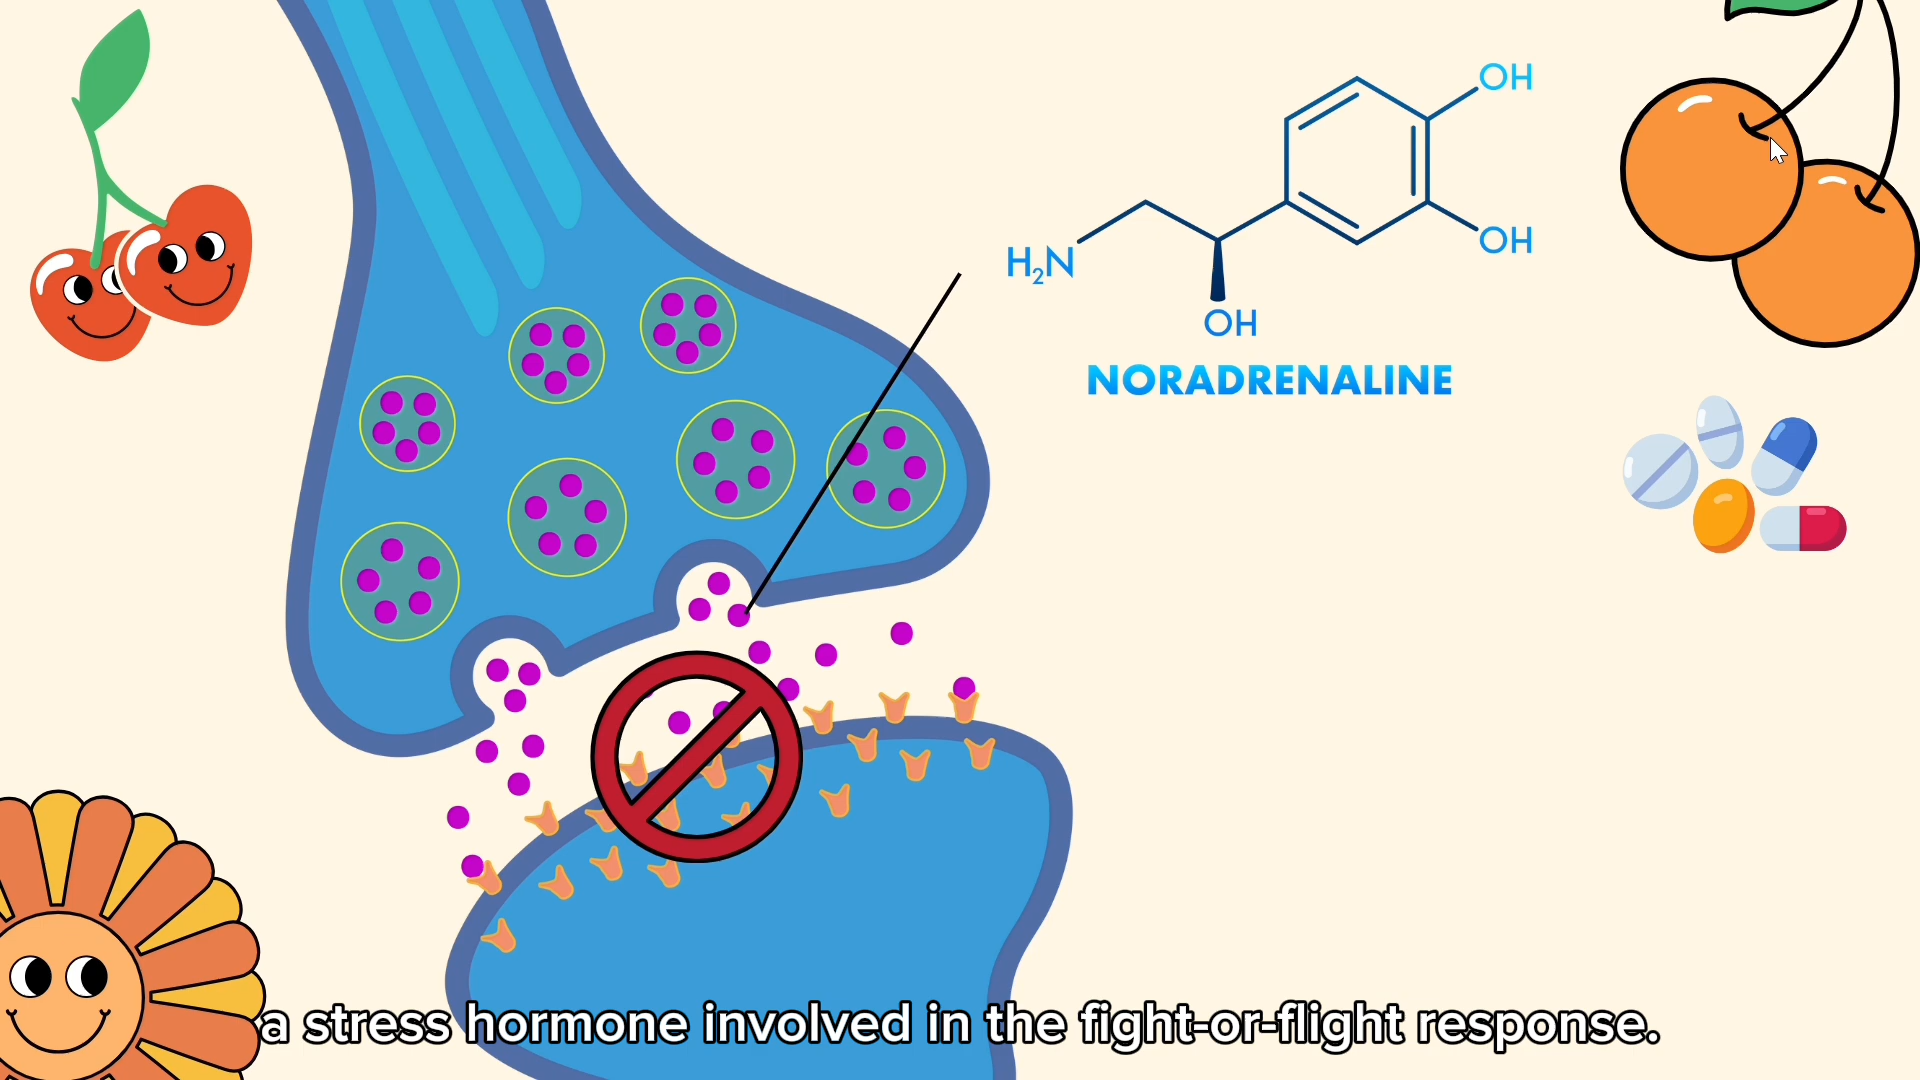 OH
H₂N
OH
OH
NORADRENALINE
a stress hormone involved in the fight-or-flight response.